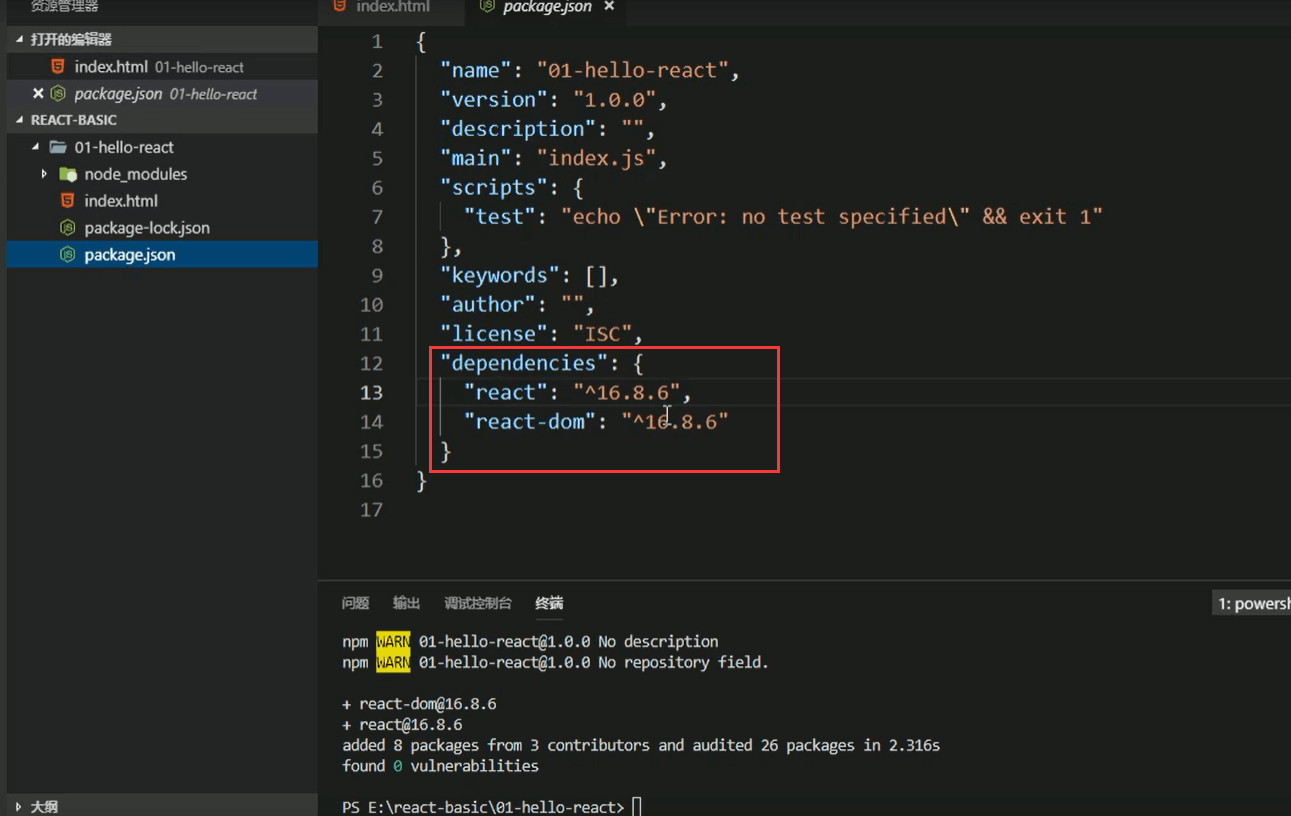 资源管理器
打开的编辑器
index.html 01-hello-react
package.json 01-hello-react
REACT-BASIC
01-hello-react
node_modules
index.html
package-lock.json
package.json
大纲
index.html package.json
1 {
2 "name": "01-hello-react",
3 "version": "1.0.0",
4 "description": "",
5 "main": "index.js",
6 "scripts": {
7 "test": "echo \"Error: no test specified\" && exit 1"
8 },
9 "keywords": [],
10 "author": "",
11 "license": "ISC",
12 "dependencies": {
13 "react": "^16.8.6",
14 "react-dom": "^16.8.6"
15 }
16 }
17
问题 输出 调试控制台 终端 1: powersh
npm WARN 01-hello-react@1.0.0 No description
npm WARN 01-hello-react@1.0.0 No repository field.
+ react-dom@16.8.6
+ react@16.8.6
added 8 packages from 3 contributors and audited 26 packages in 2.316s
found 0 vulnerabilities
PS E:\react-basic\01-hello-react>